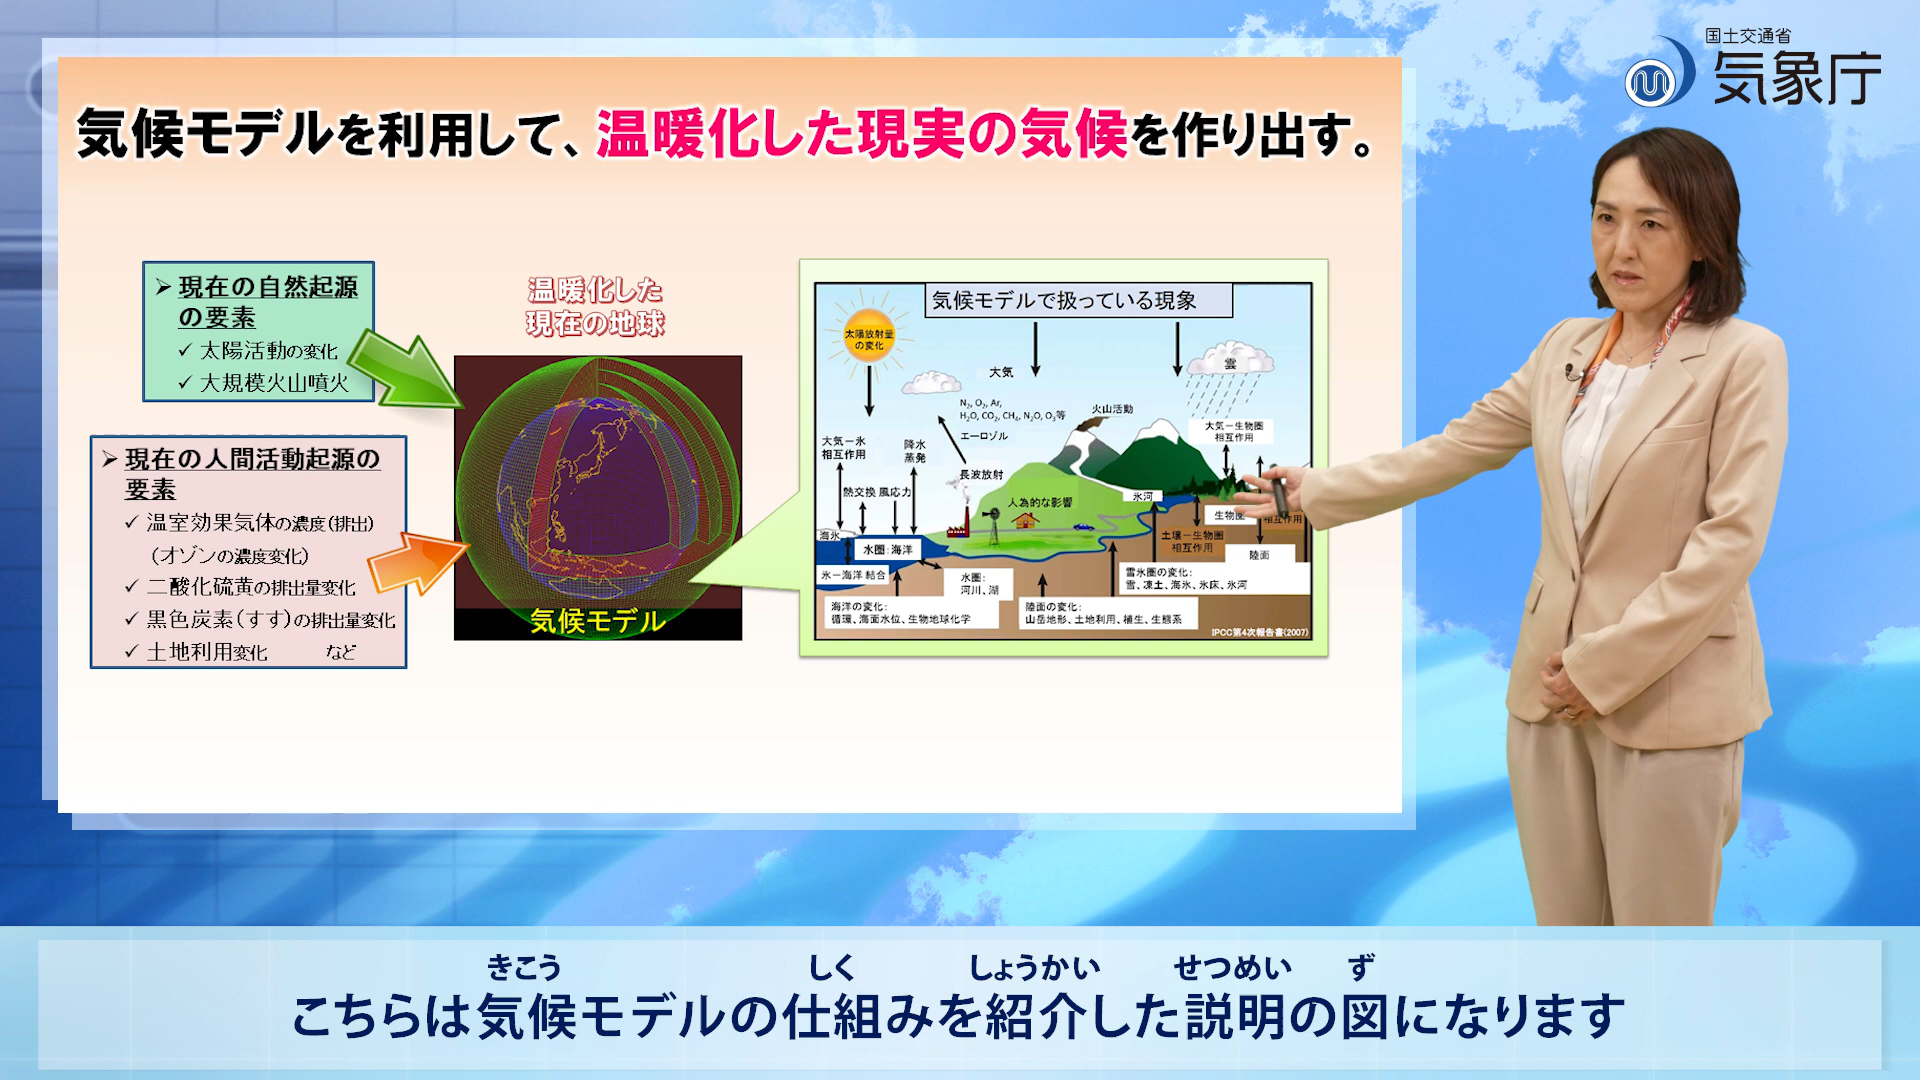 国土交通省
気象庁
気候モデルを利用して、温暖化した現実の気候を作り出す。
➢ 現在の自然起源
の要素
✓ 太陽活動の変化
✓ 大規模火山噴火
➢ 現在の人間活動起源の
要素
✓ 温室効果気体の濃度(排出)
(オゾンの濃度変化)
✓ 二酸化硫黄の排出量変化
✓ 黒色炭素(すす)の排出量変化
✓ 土地利用変化 など
温暖化した
現在の地球
気候モデル
気候モデルで扱っている現象
太陽放射量
の変化
大気
雲
N₂, O₂, Ar,
H₂O, CO₂, CH₄, N₂O, O₃等
エーロゾル
火山活動
大気－生物圏
相互作用
大気－氷
相互作用
降水
蒸発
長波放射
熱交換 風応力
人為的な影響
氷河
生物圏
相互作用
海氷
水圏:海洋
土壌－生物圏
相互作用
陸面
氷－海洋 結合
水圏:
河川、湖
雪氷圏の変化:
雪、凍土、海氷、氷床、氷河
海洋の変化:
循環、海面水位、生物地球化学
陸面の変化:
山岳地形、土地利用、植生、生態系
IPCC第4次報告書(2007)
きこう しく しょうかい せつめい ず
こちらは気候モデルの仕組みを紹介した説明の図になります